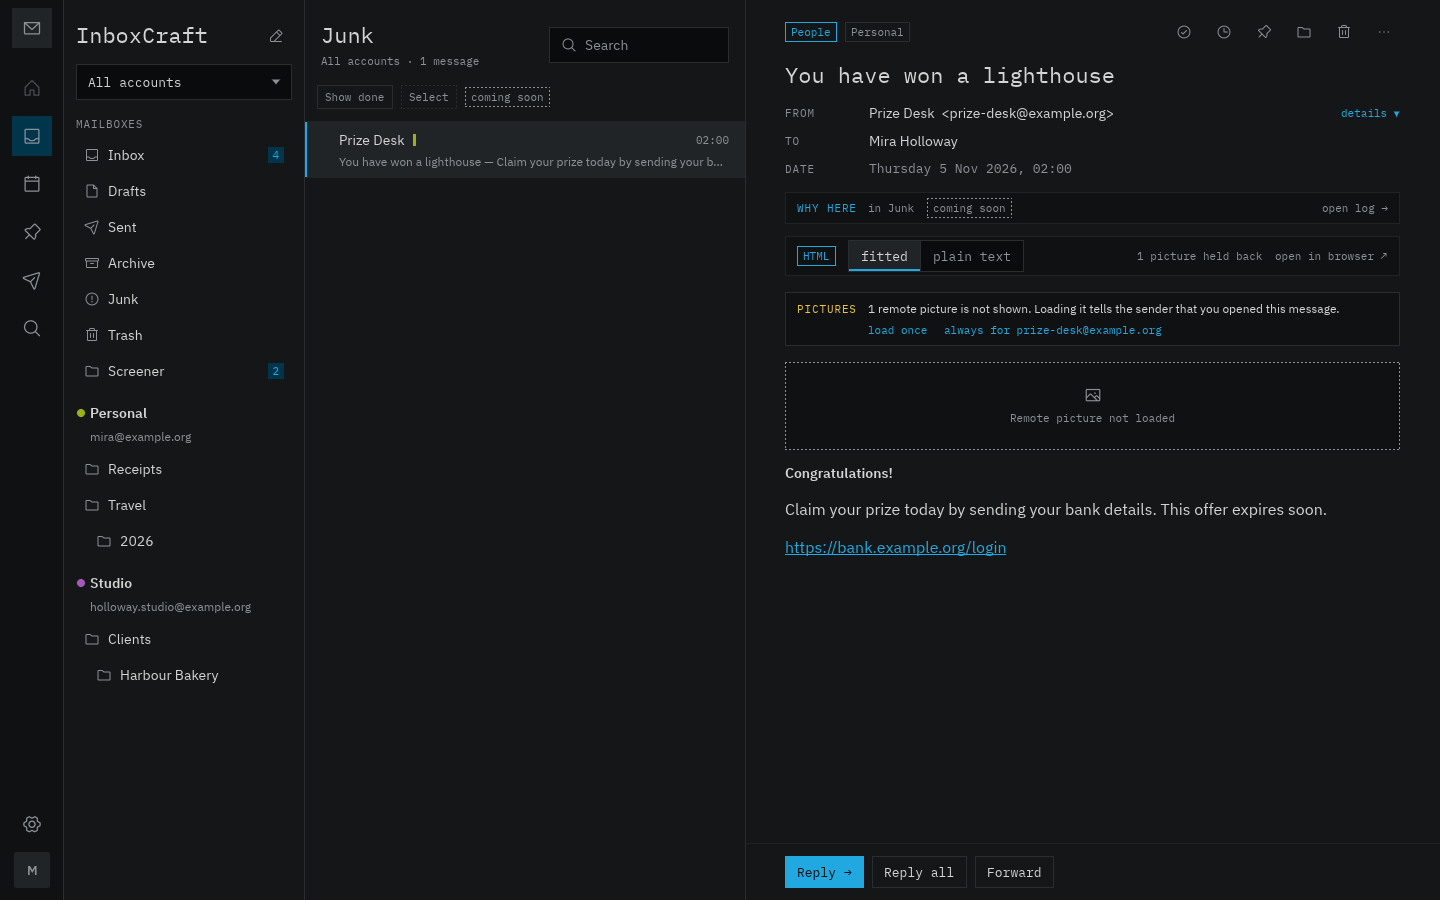 InboxCraft
All accounts
MAILBOXES
Inbox 4
Drafts
Sent
Archive
Junk
Trash
Screener 2
Personal
mira@example.org
Receipts
Travel
2026
Studio
holloway.studio@example.org
Clients
Harbour Bakery
M
Junk
All accounts · 1 message
Search
Show done Select coming soon
Prize Desk 02:00
You have won a lighthouse — Claim your prize today by sending your b...
People Personal
You have won a lighthouse
FROM Prize Desk <prize-desk@example.org> details ▾
TO Mira Holloway
DATE Thursday 5 Nov 2026, 02:00
WHY HERE in Junk coming soon open log →
HTML fitted plain text 1 picture held back open in browser ↗
PICTURES 1 remote picture is not shown. Loading it tells the sender that you opened this message.
load once always for prize-desk@example.org
Remote picture not loaded
Congratulations!
Claim your prize today by sending your bank details. This offer expires soon.
https://bank.example.org/login
Reply → Reply all Forward